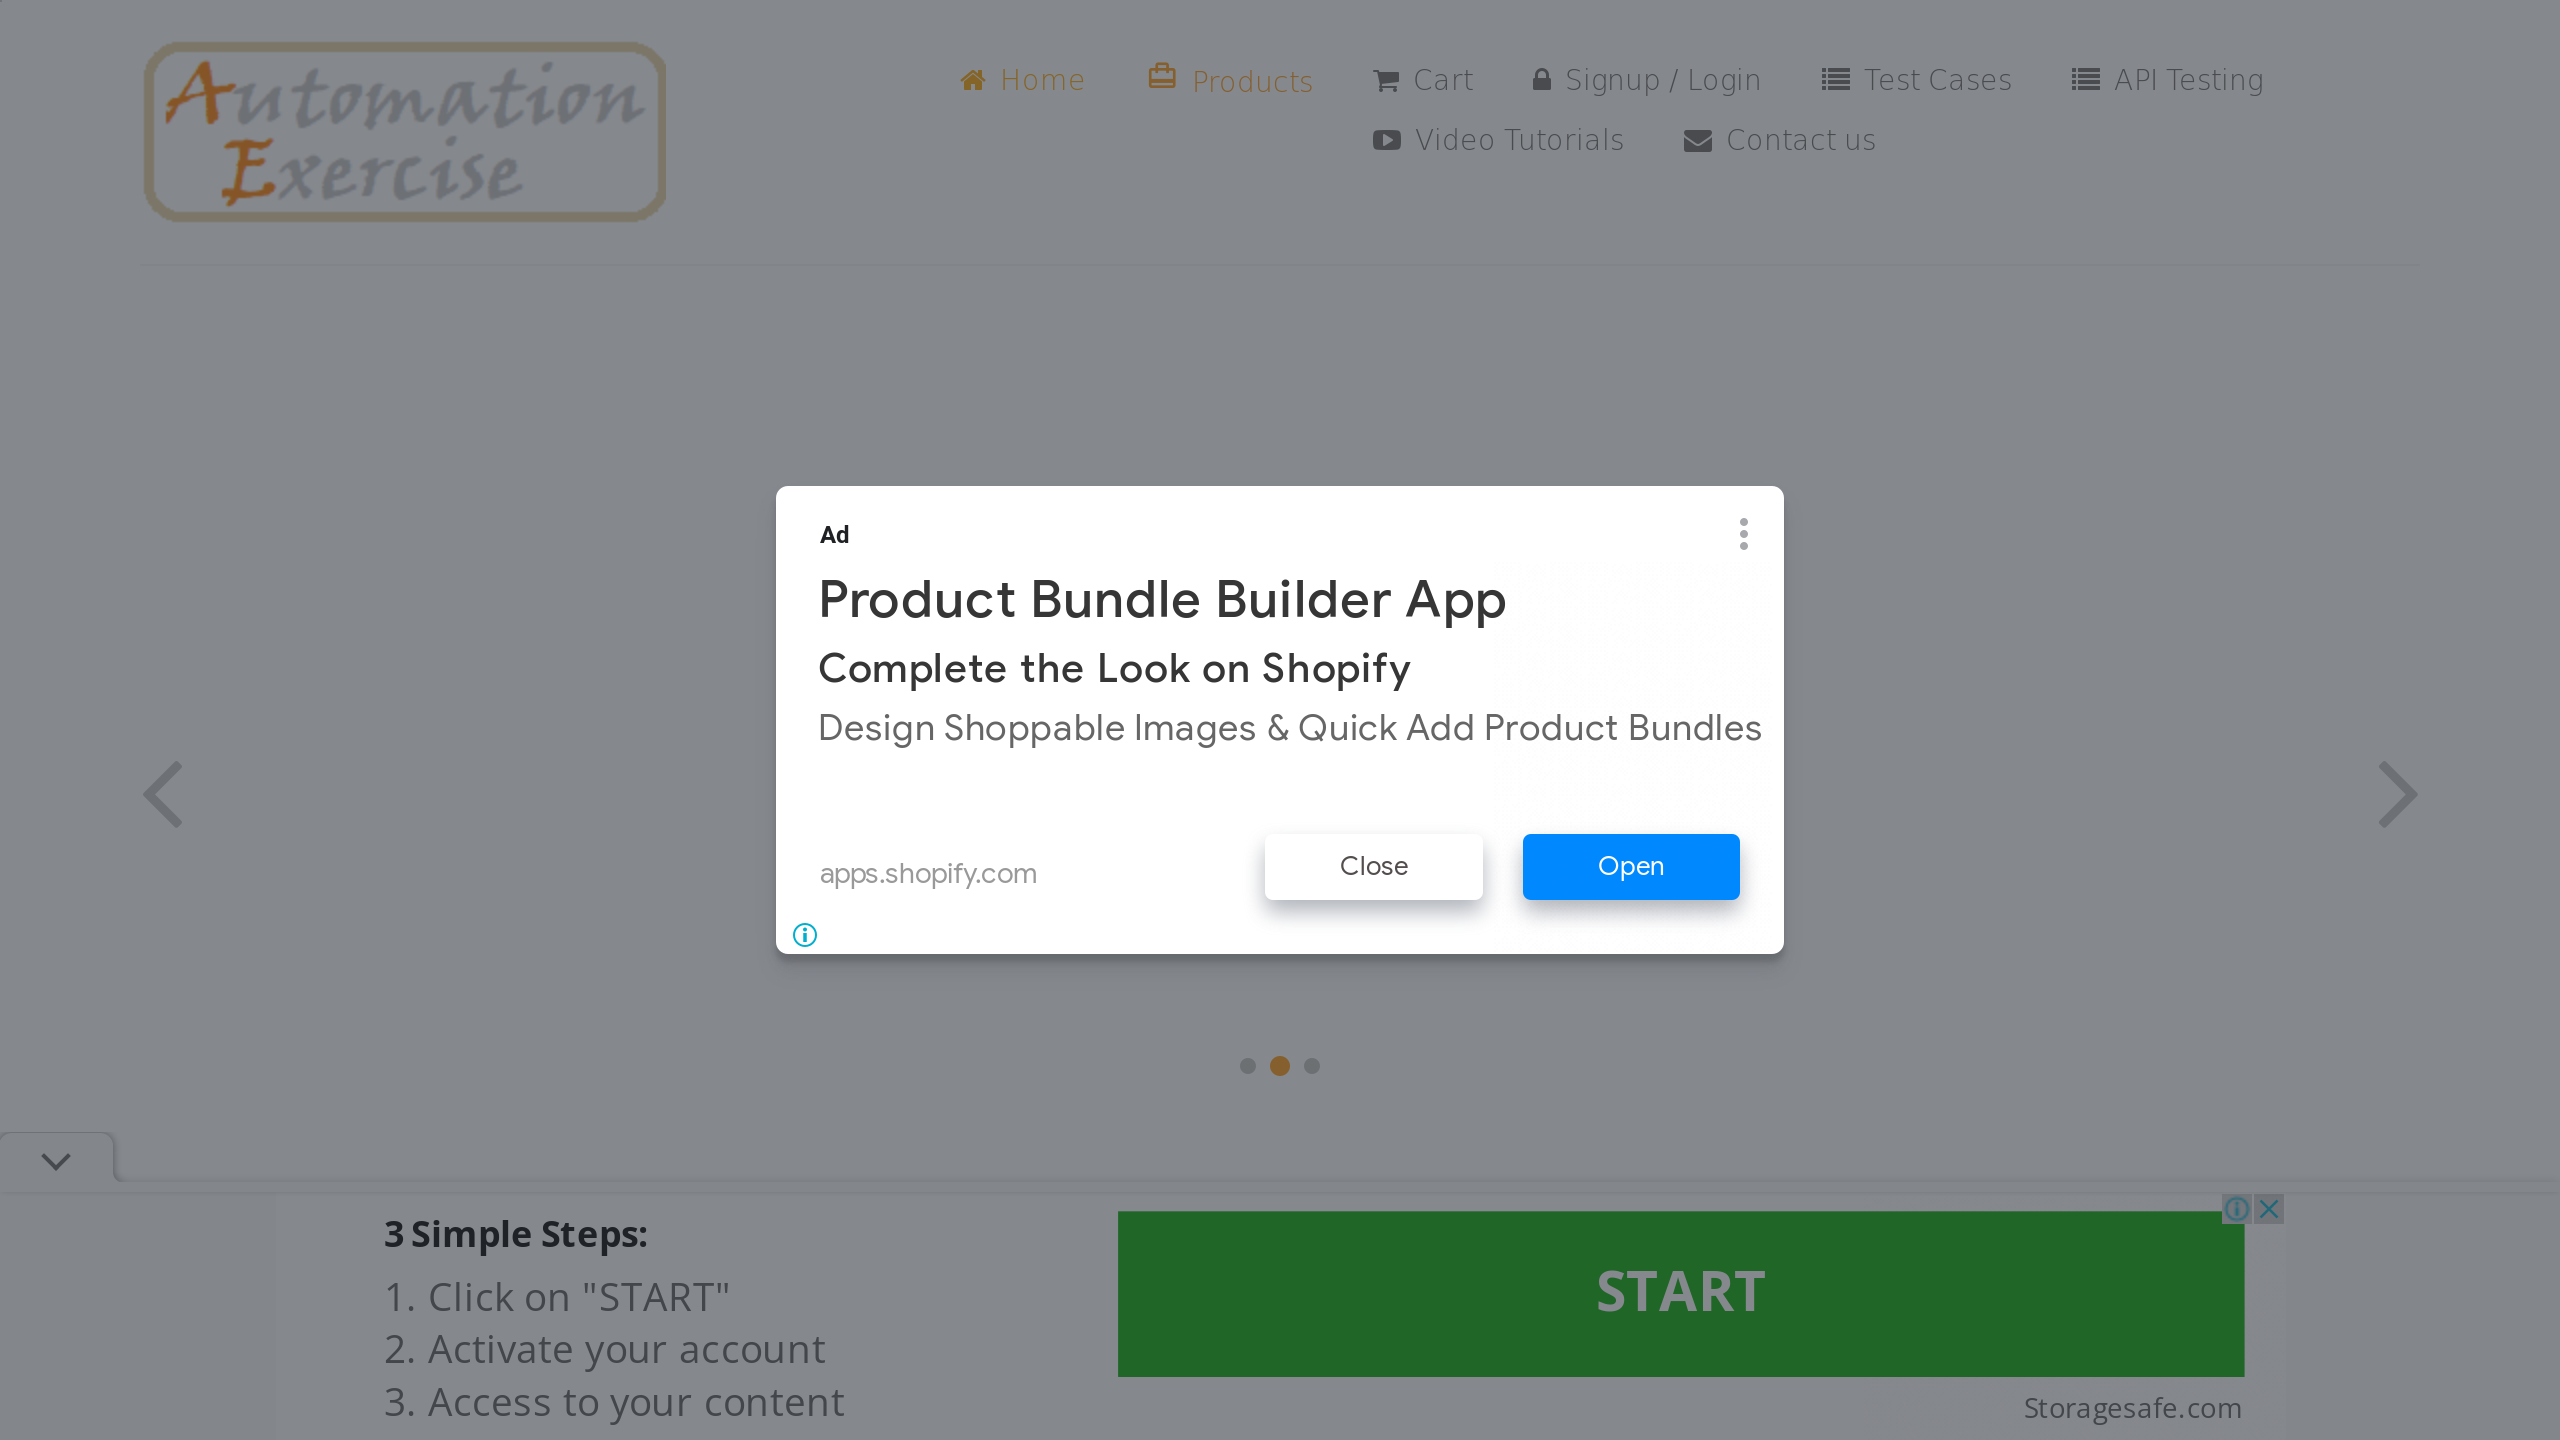 Automation
Exercise
Home
Products
Cart
Signup / Login
Test Cases
API Testing
Video Tutorials
Contact us
Ad
Product Bundle Builder App
Complete the Look on Shopify
Design Shoppable Images & Quick Add Product Bundles
apps.shopify.com
Close
Open
3 Simple Steps:
1. Click on "START"
2. Activate your account
3. Access to your content
START
Storagesafe.com